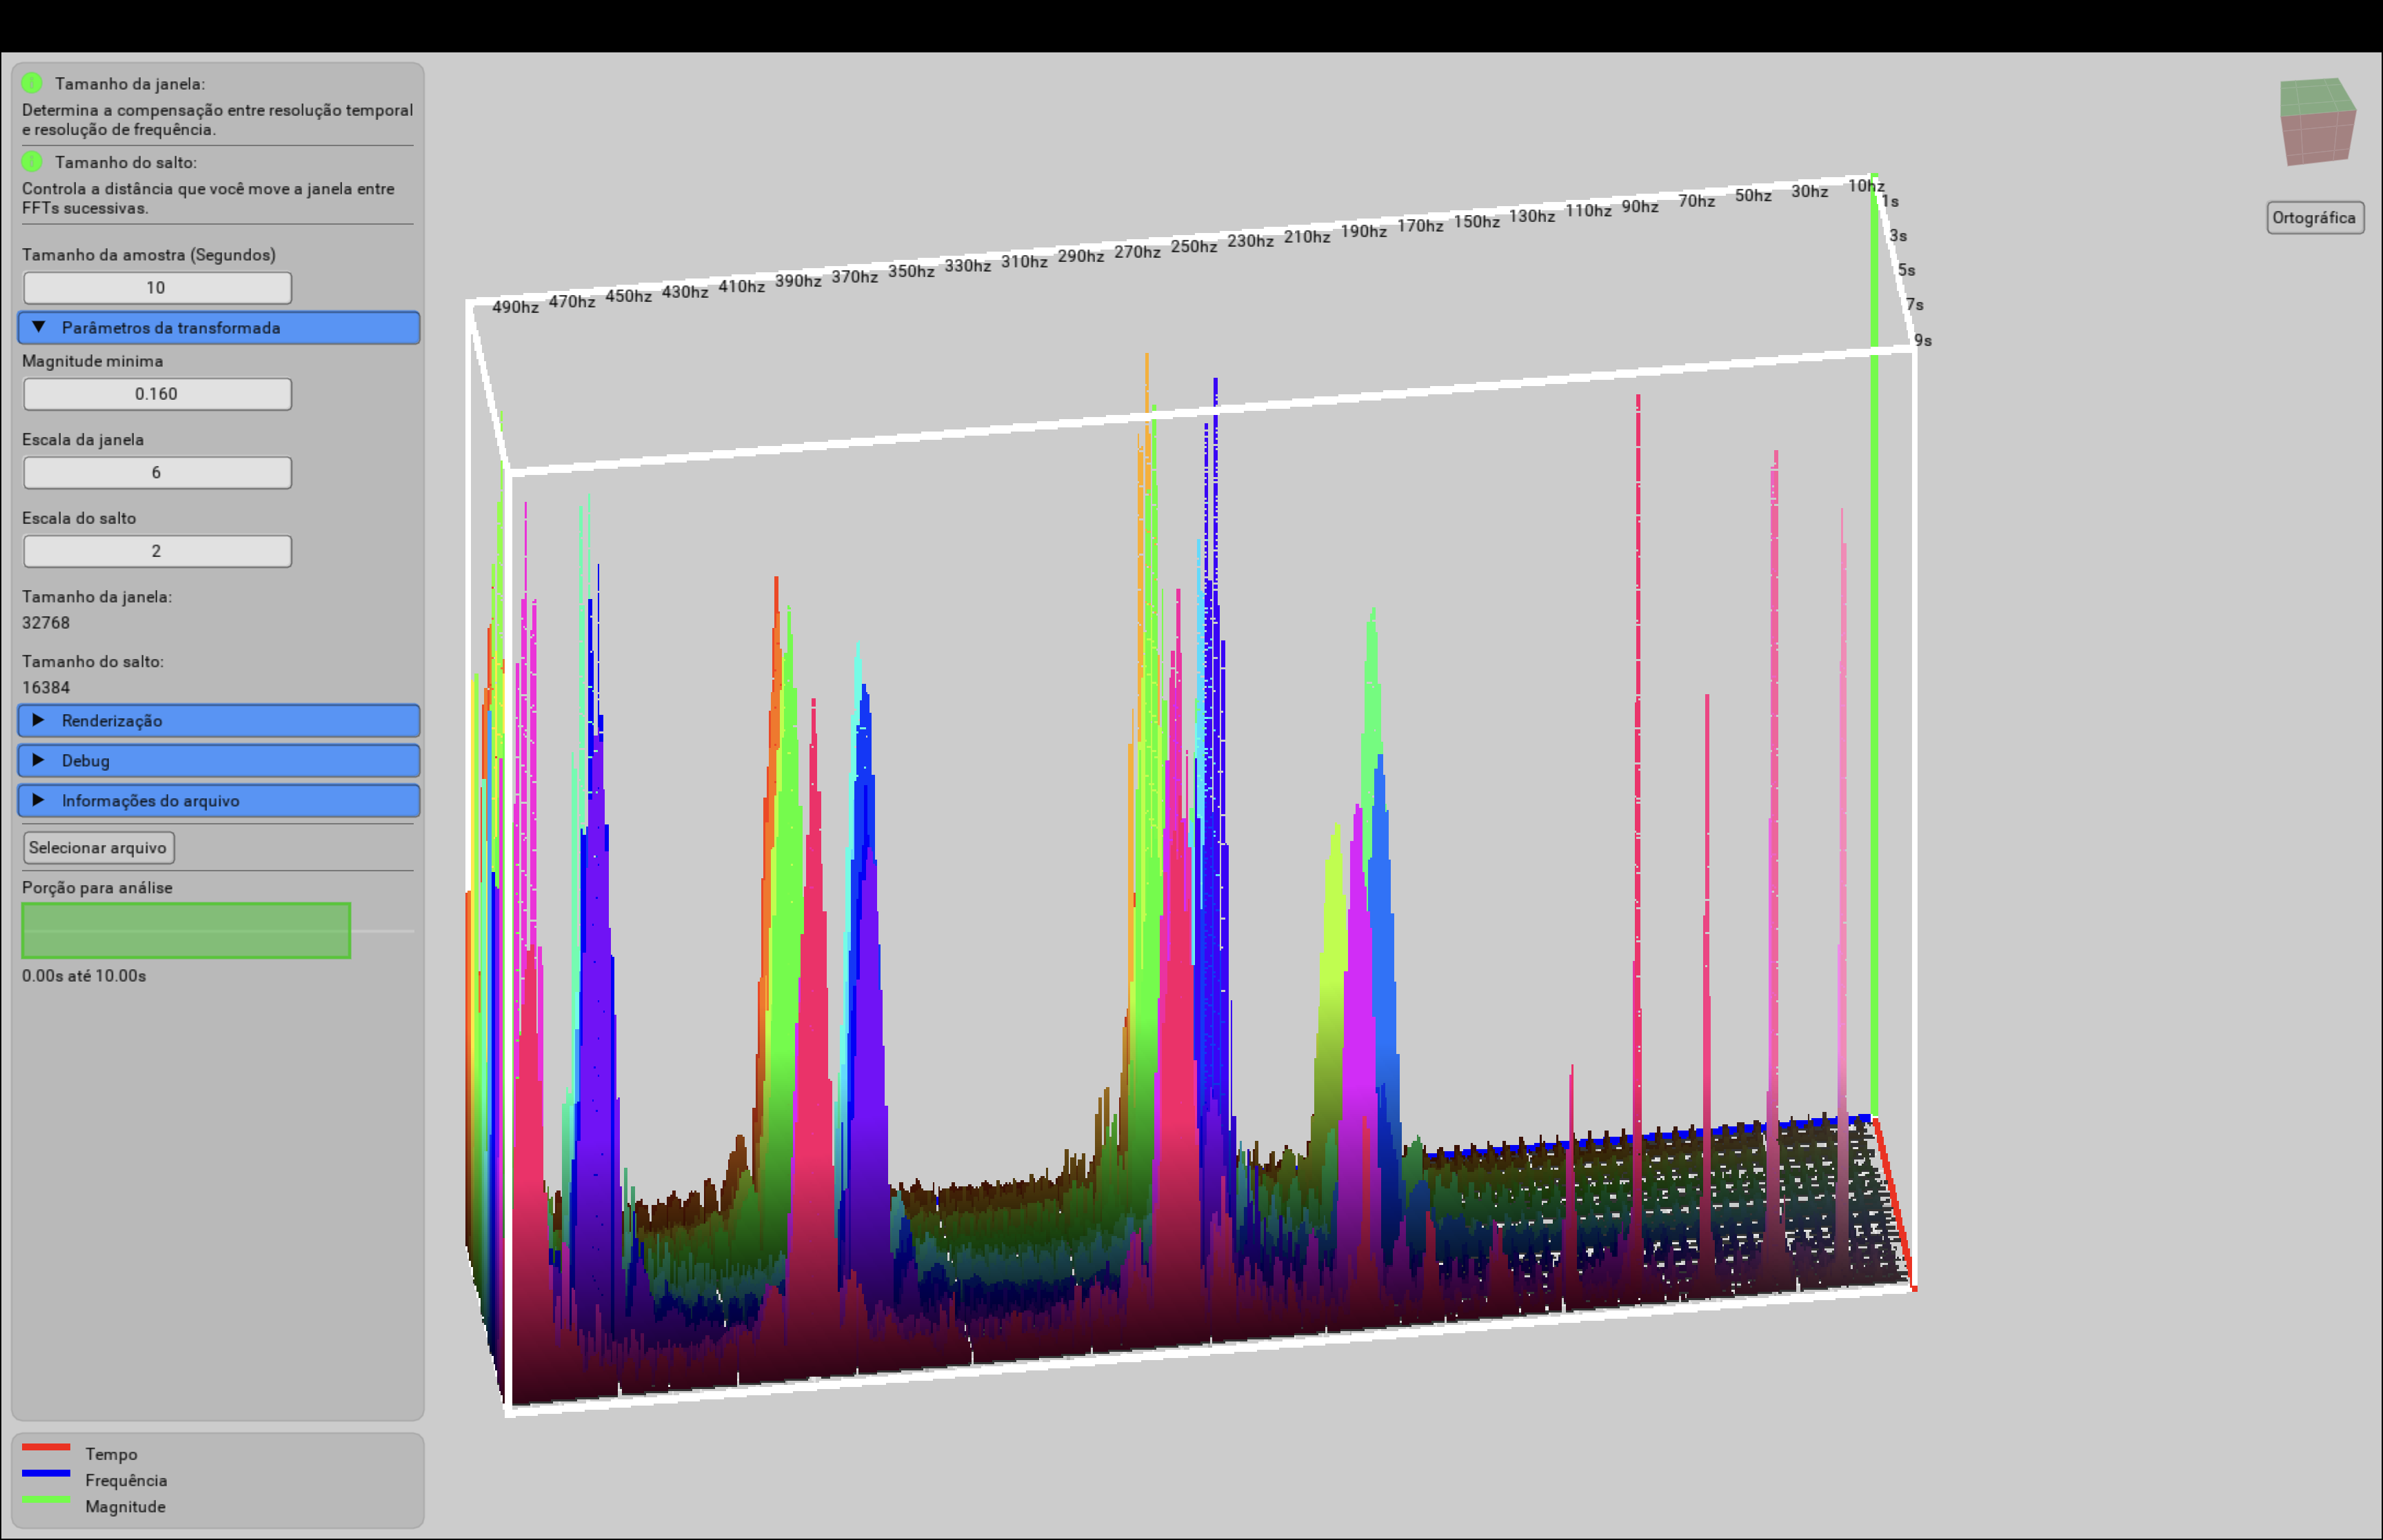 Tamanho da janela:
Determina a compensação entre resolução temporal
e resolução de frequência.
Tamanho do salto:
Controla a distância que você move a janela entre
FFTs sucessivas.
Tamanho da amostra (Segundos)
10
Parâmetros da transformada
Magnitude minima
0.160
Escala da janela
6
Escala do salto
2
Tamanho da janela:
32768
Tamanho do salto:
16384
Renderização
Debug
Informações do arquivo
Selecionar arquivo
Porção para análise
0.00s até 10.00s
Tempo
Frequência
Magnitude
490hz 470hz 450hz 430hz 410hz 390hz 370hz 350hz 330hz 310hz 290hz 270hz 250hz 230hz 210hz 190hz 170hz 150hz 130hz 110hz 90hz 70hz 50hz 30hz 10hz
1s
3s
5s
7s
9s
Ortográfica